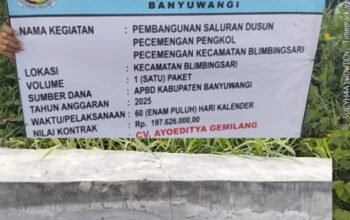 BANYUWANGI
NAMA KEGIATAN : PEMBANGUNAN SALURAN DUSUN
PECEMENGAN PENGKOL
PECEMENGAN KECAMATAN BLIMBINGSARI
LOKASI : KECAMATAN BLIMBINGSARI
VOLUME : 1 (SATU) PAKET
SUMBER DANA : APBD KABUPATEN BANYUWANGI
TAHUN ANGGARAN : 2025
WAKTU/PELAKSANAAN : 60 (ENAM PULUH) HARI KALENDER
NILAI KONTRAK : Rp. 197.626.000,00
CV. AYOEDITYA GEMILANG